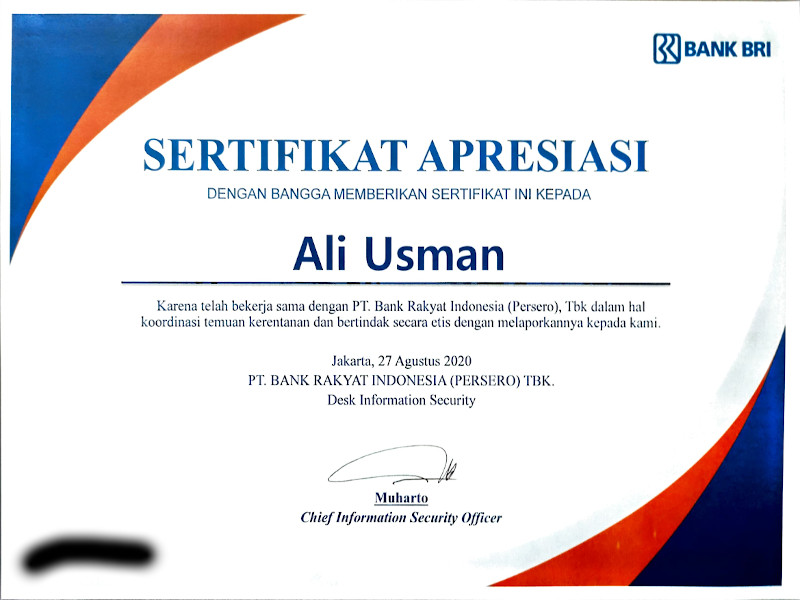 BANK BRI
SERTIFIKAT APRESIASI
DENGAN BANGGA MEMBERIKAN SERTIFIKAT INI KEPADA
Ali Usman
Karena telah bekerja sama dengan PT. Bank Rakyat Indonesia (Persero), Tbk dalam hal
koordinasi temuan kerentanan dan bertindak secara etis dengan melaporkannya kepada kami.
Jakarta, 27 Agustus 2020
PT. BANK RAKYAT INDONESIA (PERSERO) TBK.
Desk Information Security
Muharto
Chief Information Security Officer